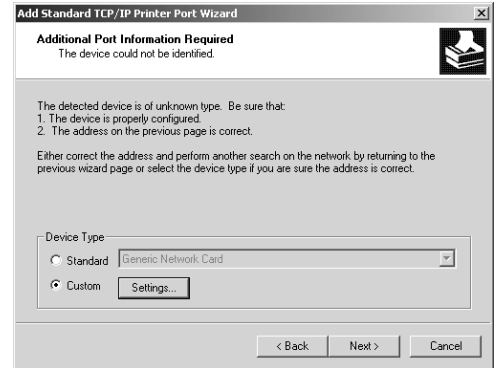 Add Standard TCP/IP Printer Port Wizard
Additional Port Information Required
The device could not be identified.
The detected device is of unknown type. Be sure that:
1. The device is properly configured.
2. The address on the previous page is correct.
Either correct the address and perform another search on the network by returning to the
previous wizard page or select the device type if you are sure the address is correct.
Device Type
Standard Generic Network Card
Custom Settings...
< Back Next > Cancel